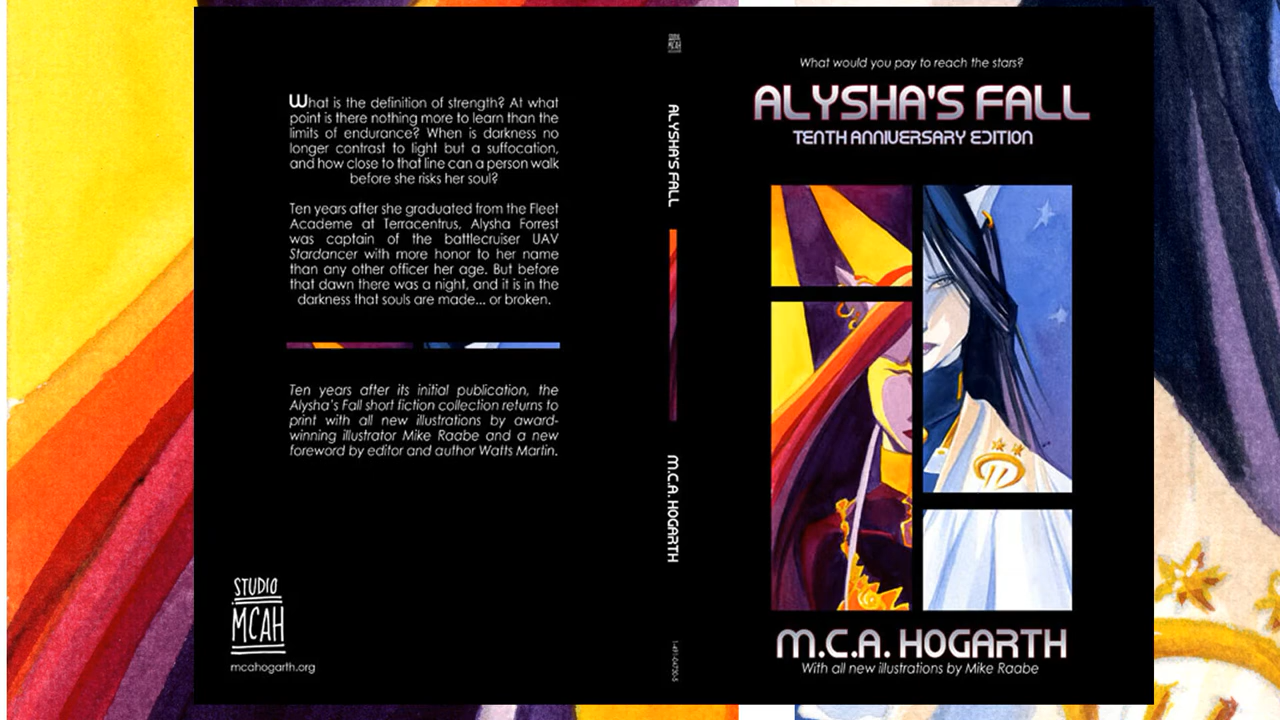 What is the definition of strength? At what
point is there nothing more to learn than the
limits of endurance? When is darkness no
longer contrast to light but a suffocation,
and how close to that line can a person walk
before she risks her soul?
Ten years after she graduated from the Fleet
Academe at Terracentrus, Alysha Forrest
was captain of the battlecruiser UAV
Stardancer with more honor to her name
than any other officer her age. But before
that dawn there was a night, and it is in the
darkness that souls are made... or broken.
Ten years after its initial publication, the
Alysha's Fall short fiction collection returns to
print with all new illustrations by award-
winning illustrator Mike Raabe and a new
foreword by editor and author Watts Martin.
STUDIO
MCAH
mcahogarth.org
STUDIO
MCAH
ALYSHA'S FALL
M.C.A. HOGARTH
What would you pay to reach the stars?
ALYSHA'S FALL
TENTH ANNIVERSARY EDITION
M.C.A. HOGARTH
With all new illustrations by Mike Raabe